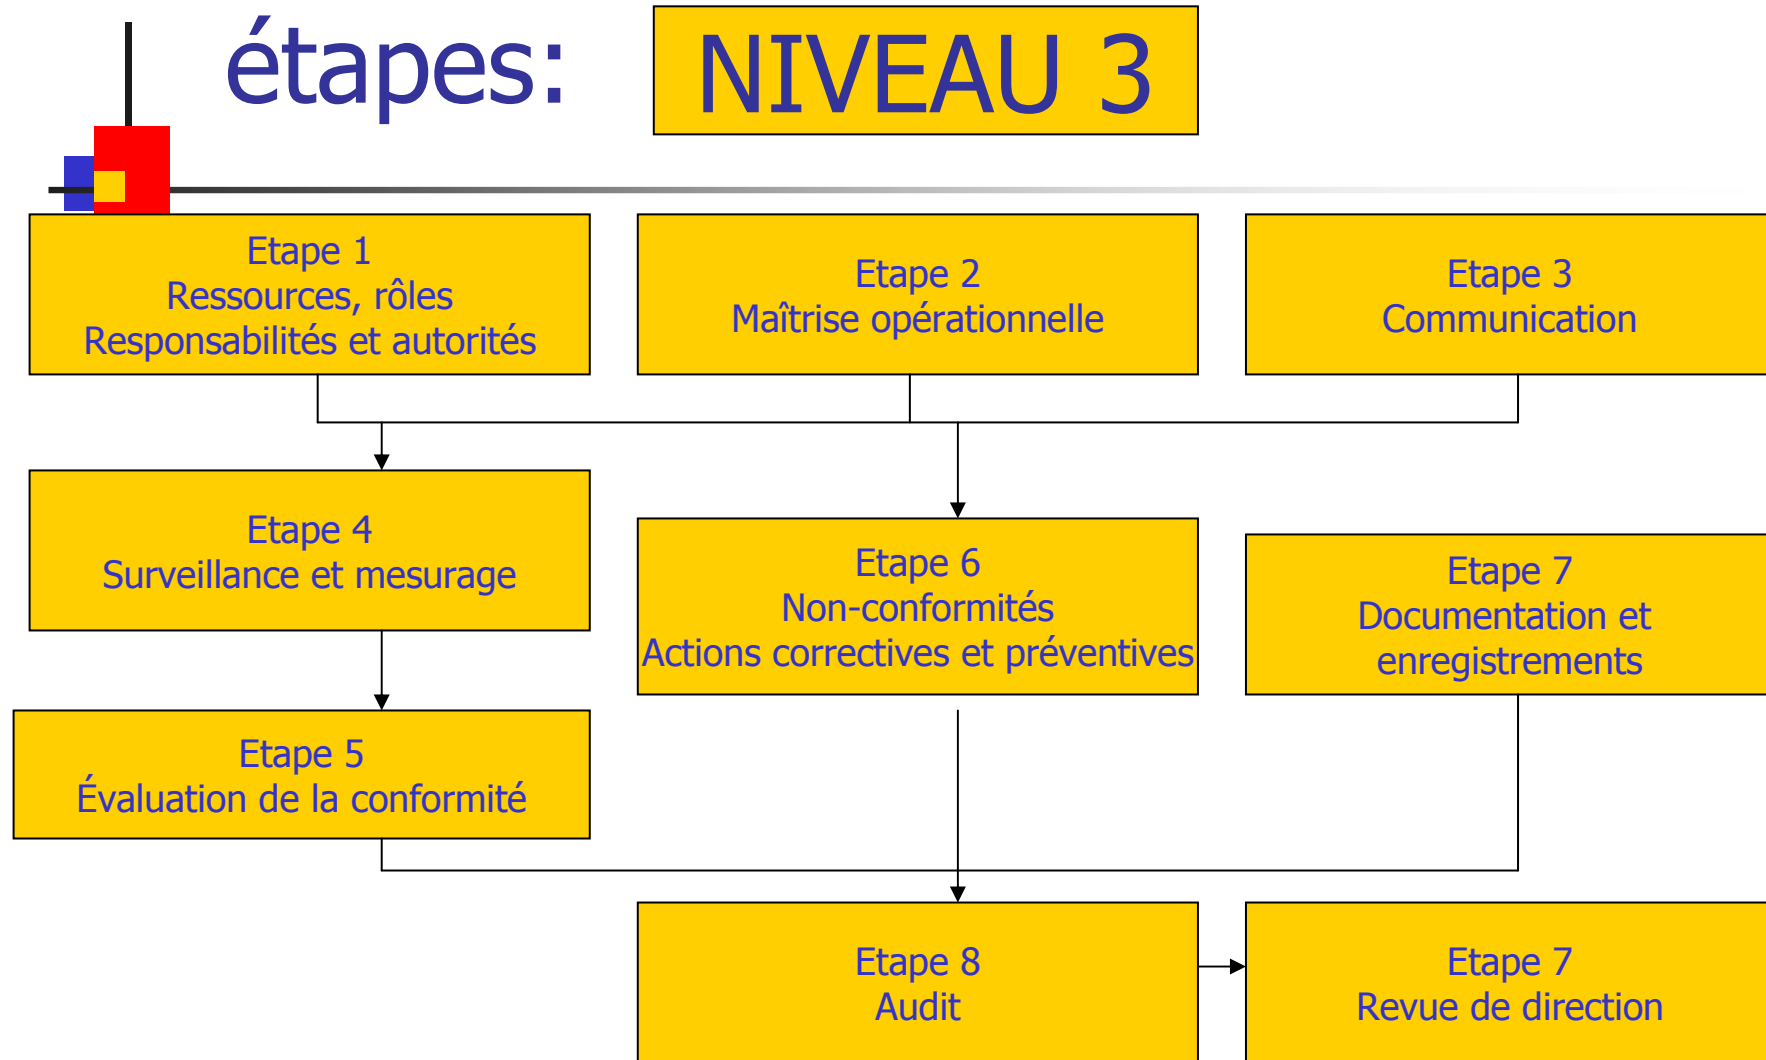 étapes:
NIVEAU 3
Etape 1
Ressources, rôles
Responsabilités et autorités
Etape 2
Maîtrise opérationnelle
Etape 3
Communication
Etape 4
Surveillance et mesurage
Etape 6
Non-conformités
Actions correctives et préventives
Etape 7
Documentation et
enregistrements
Etape 5
Évaluation de la conformité
Etape 8
Audit
Etape 7
Revue de direction